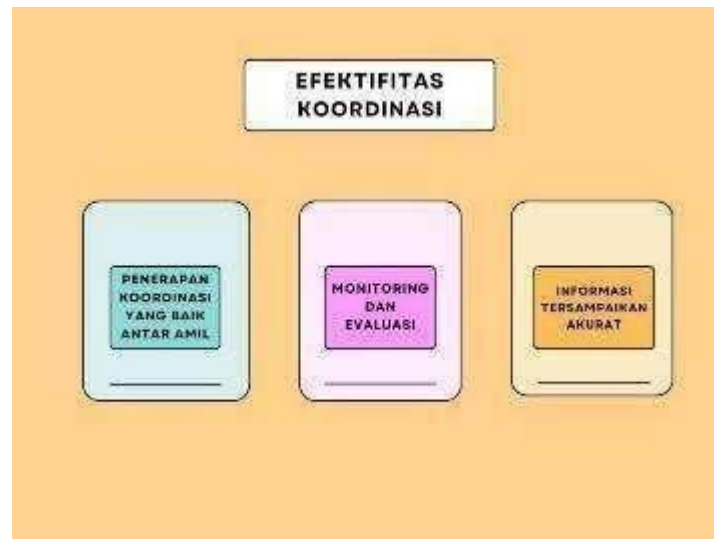 EFEKTIFITAS
KOORDINASI
PENERAPAN
KOORDINASI
YANG BAIK
ANTAR AMIL
MONITORING
DAN
EVALUASI
INFORMASI
TERSAMPAIKAN
AKURAT